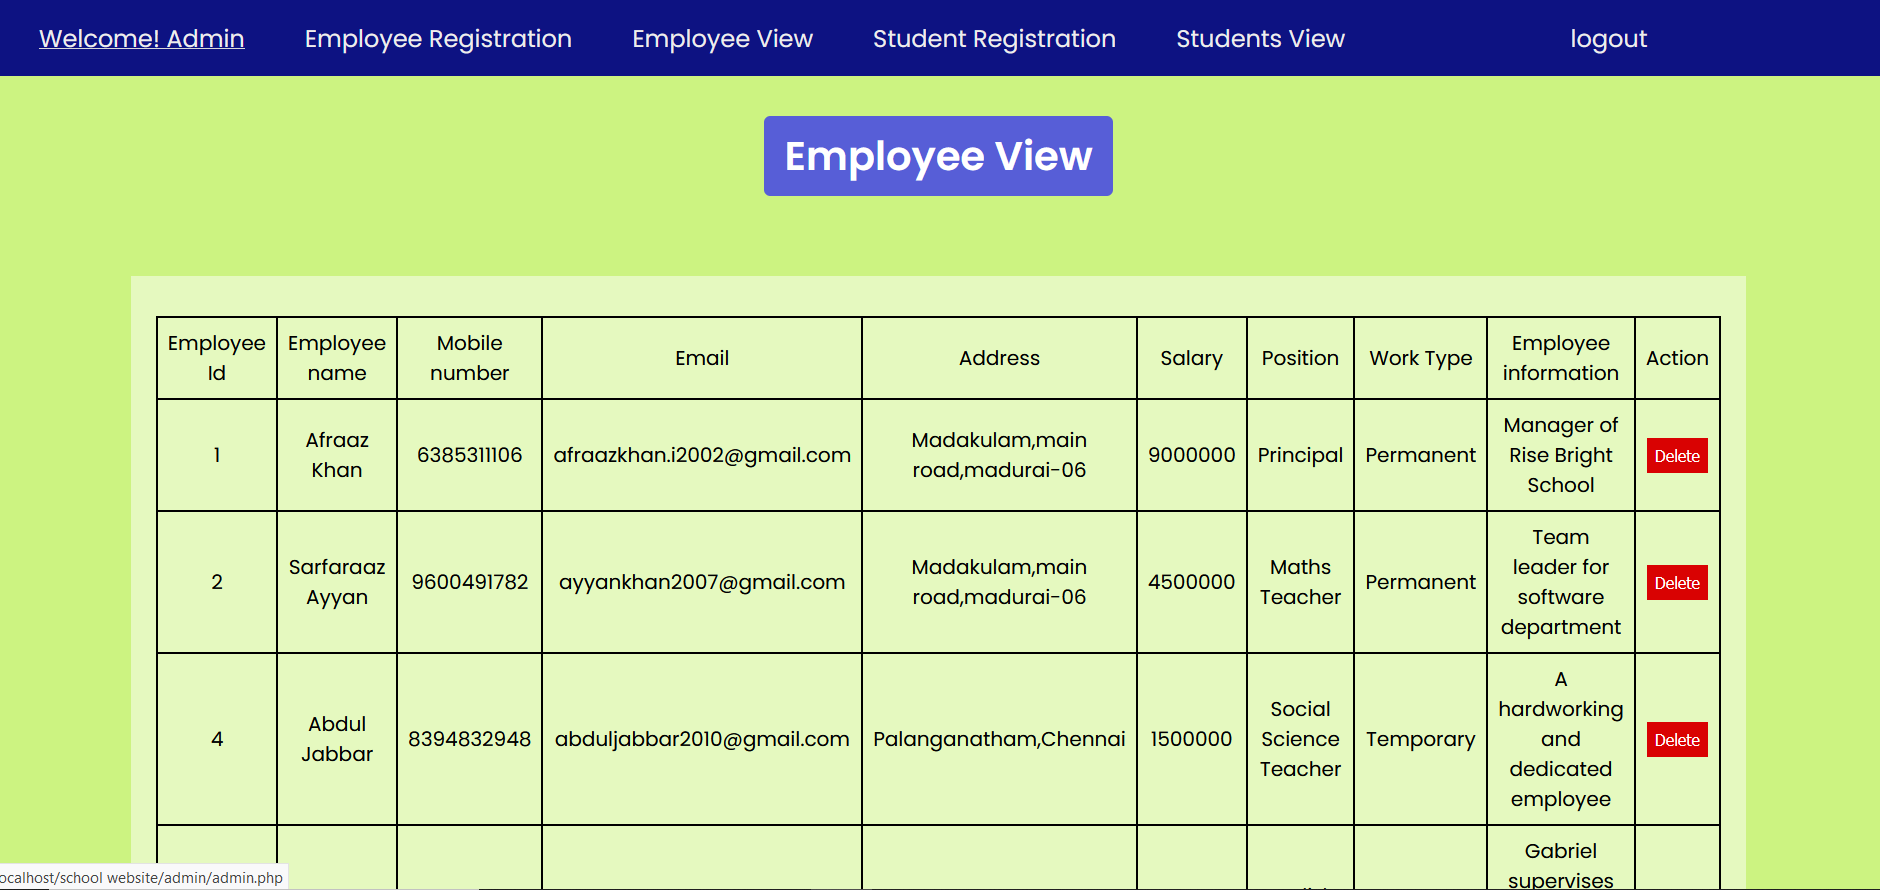 Welcome! Admin Employee Registration Employee View Student Registration Students View logout
Employee View
Employee Id Employee name Mobile number Email Address Salary Position Work Type Employee information Action
1 Afraaz Khan 6385311106 afraazkhan.i2002@gmail.com Madakulam,main road,madurai-06 9000000 Principal Permanent Manager of Rise Bright School Delete
2 Sarfaraaz Ayyan 9600491782 ayyankhan2007@gmail.com Madakulam,main road,madurai-06 4500000 Maths Teacher Permanent Team leader for software department Delete
4 Abdul Jabbar 8394832948 abduljabbar2010@gmail.com Palanganatham,Chennai 1500000 Social Science Teacher Temporary A hardworking and dedicated employee Delete
Gabriel
supervises
ocalhost/school website/admin/admin.php